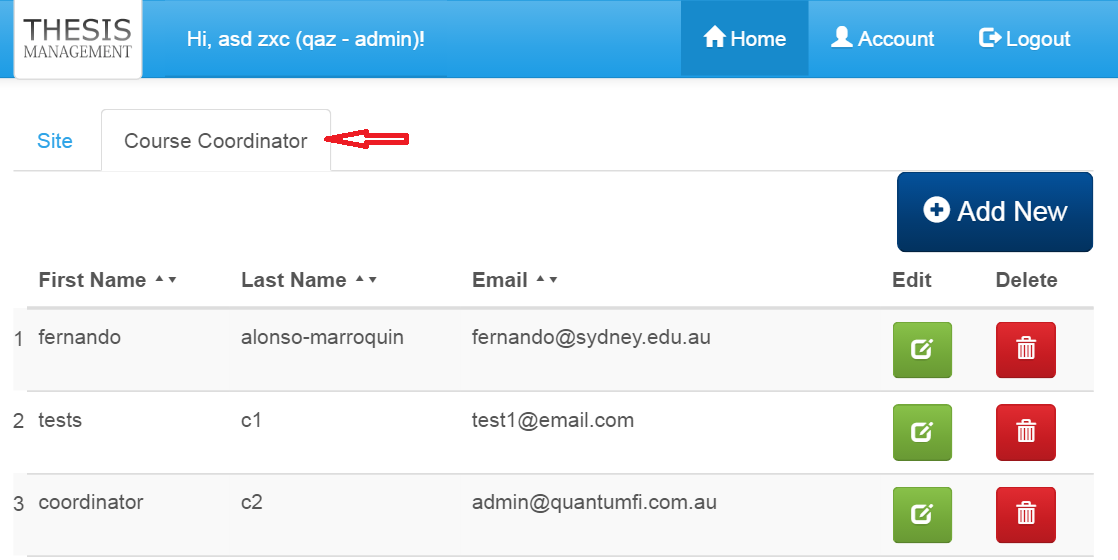 THESIS
MANAGEMENT
Hi, asd zxc (qaz - admin)!
Home
Account
Logout
Site
Course Coordinator
Add New
First Name Last Name Email Edit Delete
1 fernando alonso-marroquin fernando@sydney.edu.au
2 tests c1 test1@email.com
3 coordinator c2 admin@quantumfi.com.au